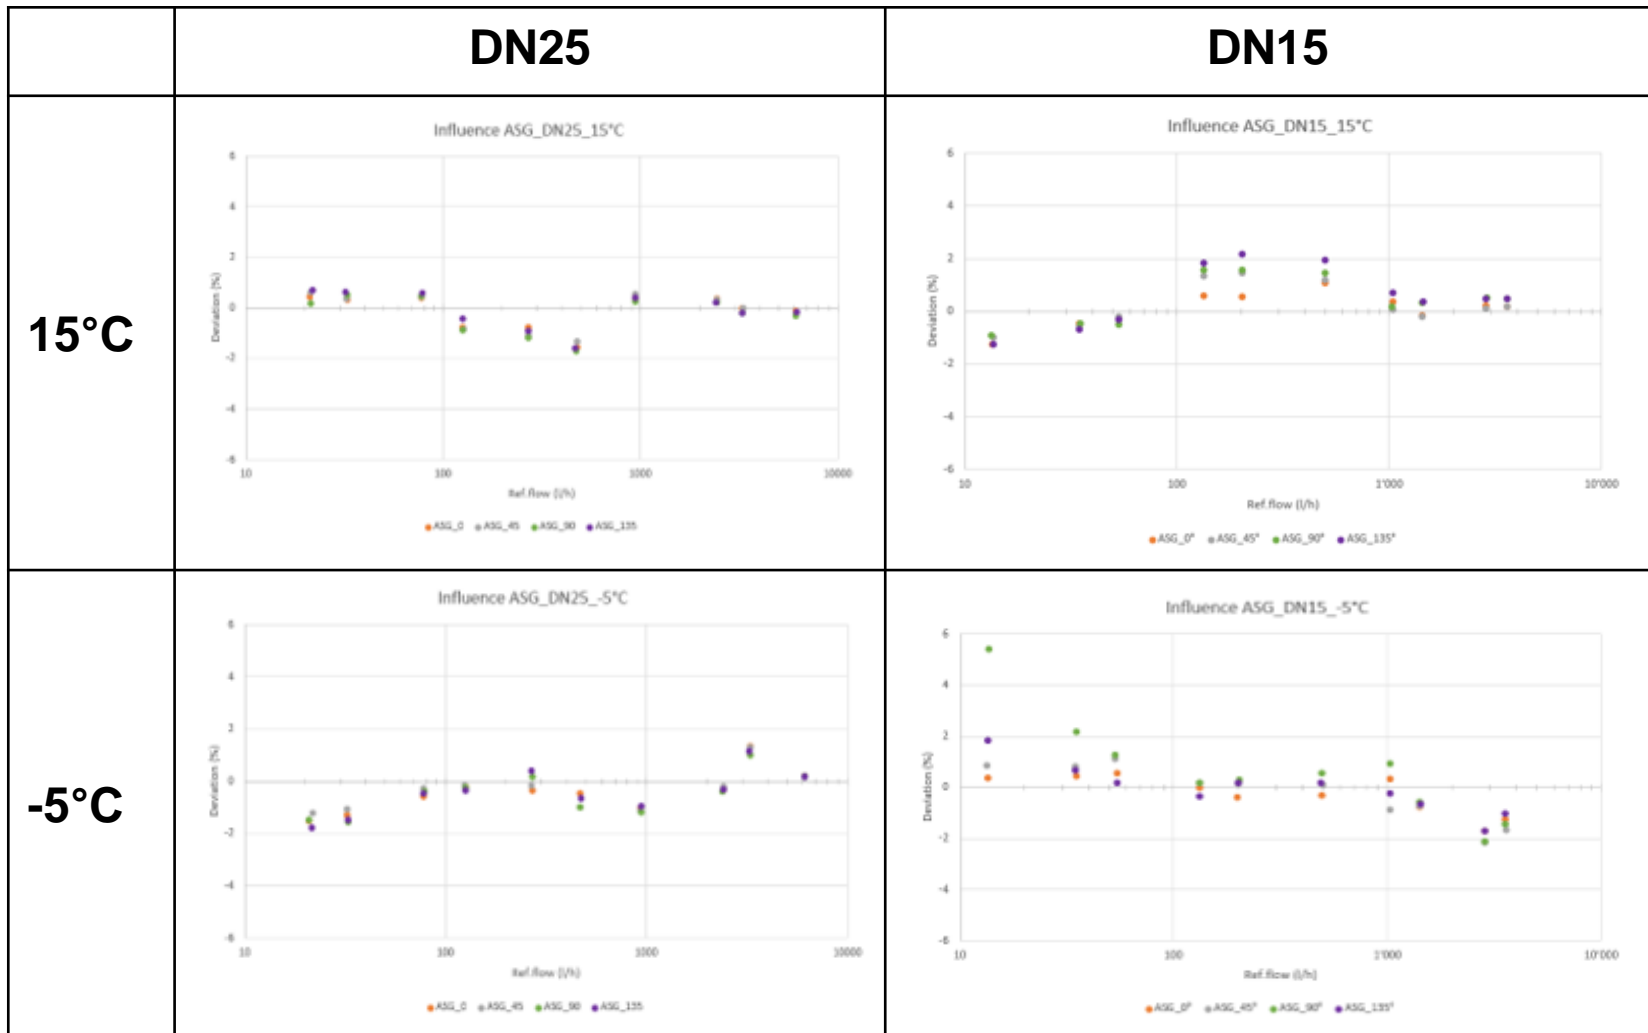 DN25
DN15
15°C
Influence ASG_DN25_15°C
6
4
2
0
-2
-4
-6
Deviation (%)
10
100
1000
10000
Ref.flow (l/h)
ASG_0 ASG_45 ASG_90 ASG_135
Influence ASG_DN15_15°C
6
4
2
0
-2
-4
-6
Deviation (%)
10
100
1'000
10'000
Ref.flow (l/h)
ASG_0° ASG_45° ASG_90° ASG_135°
-5°C
Influence ASG_DN25_-5°C
6
4
2
0
-2
-4
-6
Deviation (%)
10
100
1000
10000
Ref.flow (l/h)
ASG_0 ASG_45 ASG_90 ASG_135
Influence ASG_DN15_-5°C
6
4
2
0
-2
-4
-6
Deviation (%)
10
100
1'000
10'000
Ref.flow (l/h)
ASG_0° ASG_45° ASG_90° ASG_135°